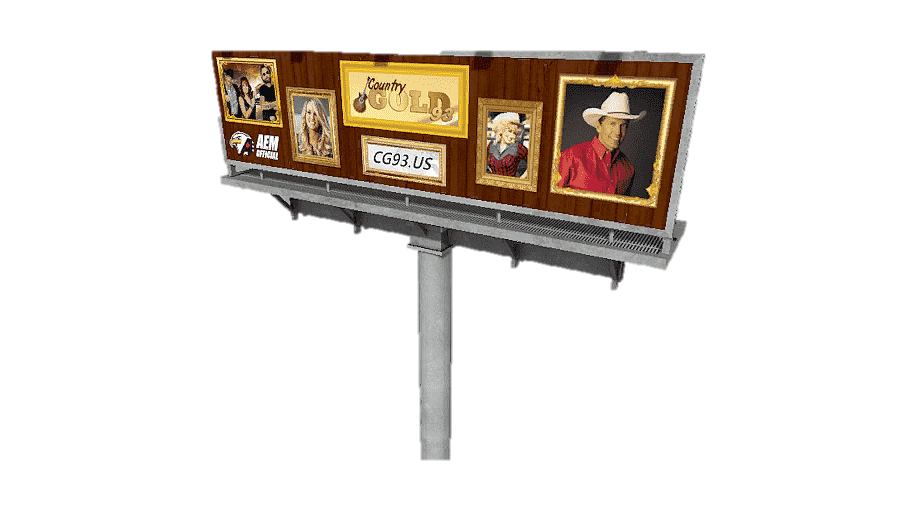 Country
GOLD
93
CG93.US
AEM
OFFICIAL